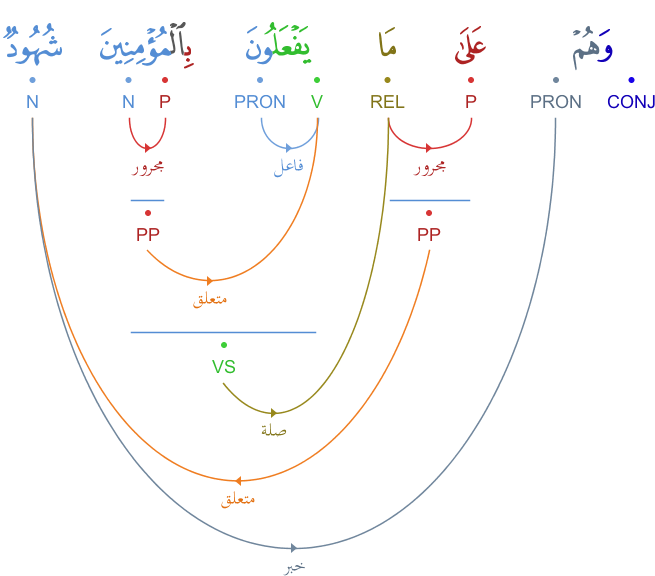 وَهُمْ عَلَىٰ مَا يَفْعَلُونَ بِٱلْمُؤْمِنِينَ شُهُودٌ
CONJ PRON P REL V PRON P N N
مجرور فاعل مجرور
PP PP
متعلق
VS
صلة
متعلق
خبر